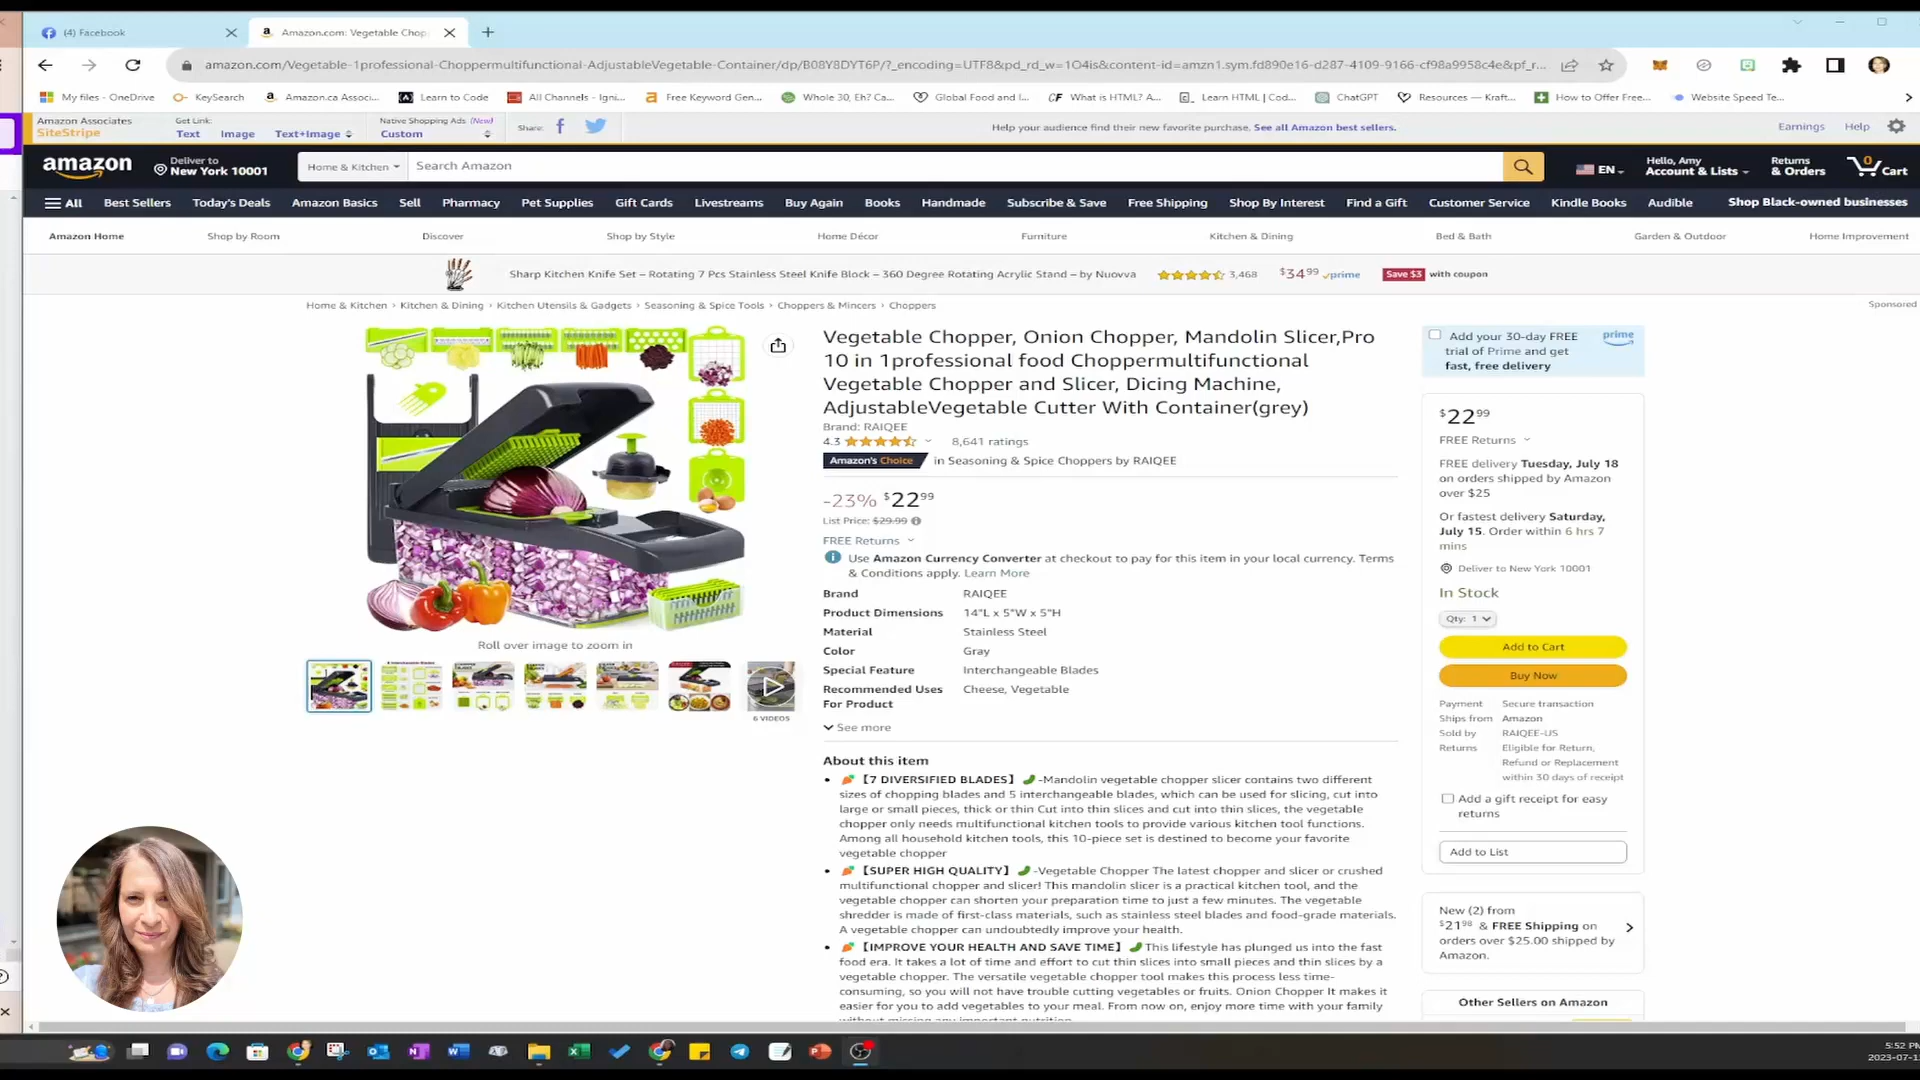 (4) Facebook
Amazon.com: Vegetable Chop
amazon.com/Vegetable-1professional-Choppermultifunctional-AdjustableVegetable-Container/dp/B08Y8DYT6P/?_encoding=UTF8&pd_rd_w=1O4is&content-id=amzn1.sym.fd890e16-d287-4109-9166-cf98a9958c4e&pf_r...
My files - OneDrive KeySearch Amazon.ca Associ... Learn to Code All Channels - Igni... Free Keyword Gen... Whole 30, Eh? Ca... Global Food and I... What is HTML? A... Learn HTML | Cod... ChatGPT Resources — Kraft... How to Offer Free... Website Speed Te...
Amazon Associates Get Link: Native Shopping Ads (New)
SiteStripe Text Image Text+Image Custom Share: Help your audience find their new favorite purchase. See all Amazon best sellers. Earnings Help
amazon Deliver to New York 10001 Home & Kitchen Search Amazon EN Hello, Amy Account & Lists Returns & Orders 0 Cart
All Best Sellers Today's Deals Amazon Basics Sell Pharmacy Pet Supplies Gift Cards Livestreams Buy Again Books Handmade Subscribe & Save Free Shipping Shop By Interest Find a Gift Customer Service Kindle Books Audible Shop Black-owned businesses
Amazon Home Shop by Room Discover Shop by Style Home Décor Furniture Kitchen & Dining Bed & Bath Garden & Outdoor Home Improvement
Sharp Kitchen Knife Set – Rotating 7 Pcs Stainless Steel Knife Block – 360 Degree Rotating Acrylic Stand – by Nuovva 3,468 $34.99 prime Save $3 with coupon
Home & Kitchen › Kitchen & Dining › Kitchen Utensils & Gadgets › Seasoning & Spice Tools › Choppers & Mincers › Choppers
Sponsored
Roll over image to zoom in
6 VIDEOS
Vegetable Chopper, Onion Chopper, Mandolin Slicer,Pro
10 in 1professional food Choppermultifunctional
Vegetable Chopper and Slicer, Dicing Machine,
AdjustableVegetable Cutter With Container(grey)
Brand: RAIQEE
4.3 8,641 ratings
Amazon's Choice in Seasoning & Spice Choppers by RAIQEE
-23% $22 99
List Price: $29.99
FREE Returns
Use Amazon Currency Converter at checkout to pay for this item in your local currency. Terms
& Conditions apply. Learn More
Brand RAIQEE
Product Dimensions 14"L x 5"W x 5"H
Material Stainless Steel
Color Gray
Special Feature Interchangeable Blades
Recommended Uses For Product Cheese, Vegetable
See more
About this item
• 🥕【7 DIVERSIFIED BLADES】🥒-Mandolin vegetable chopper slicer contains two different
sizes of chopping blades and 5 interchangeable blades, which can be used for slicing, cut into
large or small pieces, thick or thin Cut into thin slices and cut into thin slices, the vegetable
chopper only needs multifunctional kitchen tools to provide various kitchen tool functions.
Among all household kitchen tools, this 10-piece set is destined to become your favorite
vegetable chopper
• 🥕【SUPER HIGH QUALITY】🥒-Vegetable Chopper The latest chopper and slicer or crushed
multifunctional chopper and slicer! This mandolin slicer is a practical kitchen tool, and the
vegetable chopper can shorten your preparation time to just a few minutes. The vegetable
shredder is made of first-class materials, such as stainless steel blades and food-grade materials.
A vegetable chopper can undoubtedly improve your health.
• 🥕【IMPROVE YOUR HEALTH AND SAVE TIME】🥒This lifestyle has plunged us into the fast
food era. It takes a lot of time and effort to cut thin slices into small pieces and thin slices by a
vegetable chopper. The versatile vegetable chopper tool makes this process less time-
consuming, so you will not have trouble cutting vegetables or fruits. Onion Chopper It makes it
easier for you to add vegetables to your meal. From now on, enjoy more time with your family
Add your 30-day FREE
trial of Prime and get
fast, free delivery
prime
$22 99
FREE Returns
FREE delivery Tuesday, July 18
on orders shipped by Amazon
over $25
Or fastest delivery Saturday,
July 15. Order within 6 hrs 7
mins
Deliver to New York 10001
In Stock
Qty: 1
Add to Cart
Buy Now
Payment Secure transaction
Ships from Amazon
Sold by RAIQEE-US
Returns Eligible for Return,
Refund or Replacement
within 30 days of receipt
Add a gift receipt for easy
returns
Add to List
New (2) from
$21 98 & FREE Shipping on
orders over $25.00 shipped by
Amazon.
Other Sellers on Amazon
5:52 PM